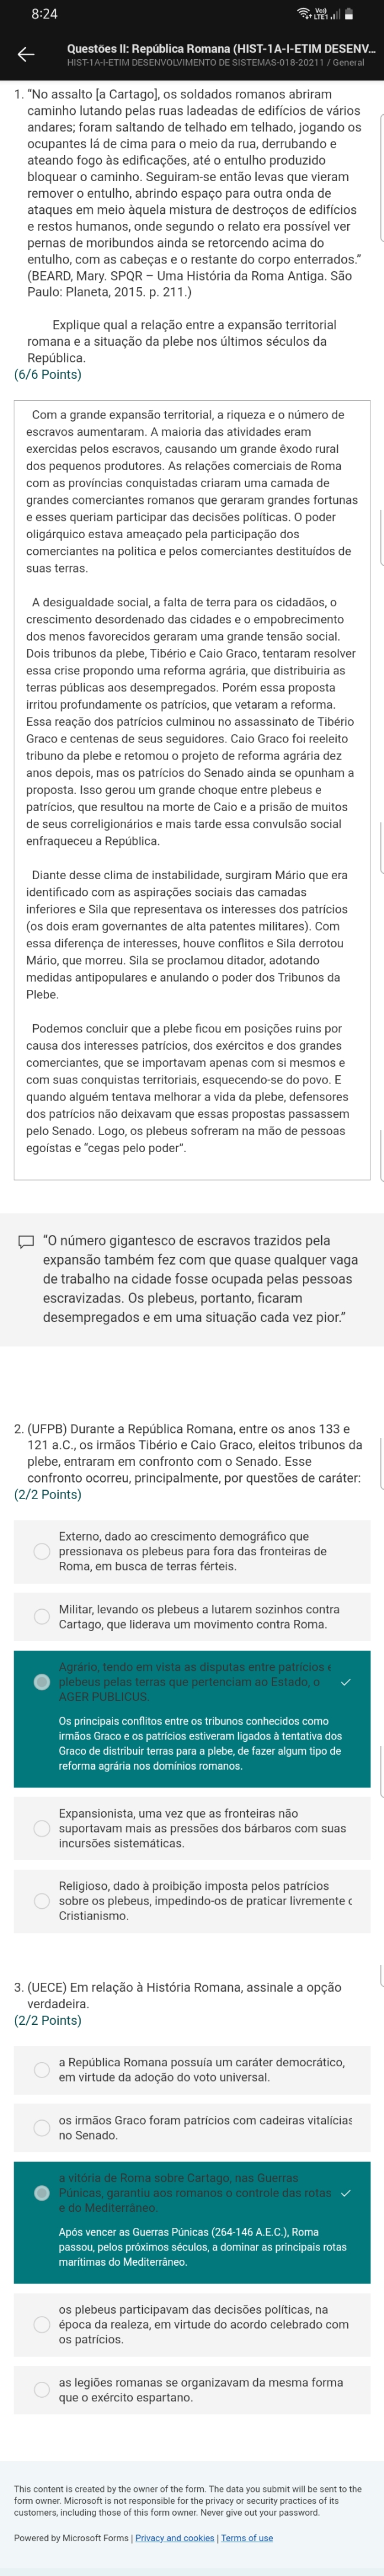 8:24
Questões II: República Romana (HIST-1A-I-ETIM DESENV...
HIST-1A-I-ETIM DESENVOLVIMENTO DE SISTEMAS-018-20211 / General
1. “No assalto [a Cartago], os soldados romanos abriram
caminho lutando pelas ruas ladeadas de edifícios de vários
andares; foram saltando de telhado em telhado, jogando os
ocupantes lá de cima para o meio da rua, derrubando e
ateando fogo às edificações, até o entulho produzido
bloquear o caminho. Seguiram-se então levas que vieram
remover o entulho, abrindo espaço para outra onda de
ataques em meio àquela mistura de destroços de edifícios
e restos humanos, onde segundo o relato era possível ver
pernas de moribundos ainda se retorcendo acima do
entulho, com as cabeças e o restante do corpo enterrados.”
(BEARD, Mary. SPQR – Uma História da Roma Antiga. São
Paulo: Planeta, 2015. p. 211.)
Explique qual a relação entre a expansão territorial
romana e a situação da plebe nos últimos séculos da
República.
(6/6 Points)
Com a grande expansão territorial, a riqueza e o número de
escravos aumentaram. A maioria das atividades eram
exercidas pelos escravos, causando um grande êxodo rural
dos pequenos produtores. As relações comerciais de Roma
com as províncias conquistadas criaram uma camada de
grandes comerciantes romanos que geraram grandes fortunas
e esses queriam participar das decisões políticas. O poder
oligárquico estava ameaçado pela participação dos
comerciantes na politica e pelos comerciantes destituídos de
suas terras.
A desigualdade social, a falta de terra para os cidadãos, o
crescimento desordenado das cidades e o empobrecimento
dos menos favorecidos geraram uma grande tensão social.
Dois tribunos da plebe, Tibério e Caio Graco, tentaram resolver
essa crise propondo uma reforma agrária, que distribuiria as
terras públicas aos desempregados. Porém essa proposta
irritou profundamente os patrícios, que vetaram a reforma.
Essa reação dos patrícios culminou no assassinato de Tibério
Graco e centenas de seus seguidores. Caio Graco foi reeleito
tribuno da plebe e retomou o projeto de reforma agrária dez
anos depois, mas os patrícios do Senado ainda se opunham a
proposta. Isso gerou um grande choque entre plebeus e
patrícios, que resultou na morte de Caio e a prisão de muitos
de seus correligionários e mais tarde essa convulsão social
enfraqueceu a República.
Diante desse clima de instabilidade, surgiram Mário que era
identificado com as aspirações sociais das camadas
inferiores e Sila que representava os interesses dos patrícios
(os dois eram governantes de alta patentes militares). Com
essa diferença de interesses, houve conflitos e Sila derrotou
Mário, que morreu. Sila se proclamou ditador, adotando
medidas antipopulares e anulando o poder dos Tribunos da
Plebe.
Podemos concluir que a plebe ficou em posições ruins por
causa dos interesses patrícios, dos exércitos e dos grandes
comerciantes, que se importavam apenas com si mesmos e
com suas conquistas territoriais, esquecendo-se do povo. E
quando alguém tentava melhorar a vida da plebe, defensores
dos patrícios não deixavam que essas propostas passassem
pelo Senado. Logo, os plebeus sofreram na mão de pessoas
egoístas e “cegas pelo poder”.
“O número gigantesco de escravos trazidos pela
expansão também fez com que quase qualquer vaga
de trabalho na cidade fosse ocupada pelas pessoas
escravizadas. Os plebeus, portanto, ficaram
desempregados e em uma situação cada vez pior.”
2. (UFPB) Durante a República Romana, entre os anos 133 e
121 a.C., os irmãos Tibério e Caio Graco, eleitos tribunos da
plebe, entraram em confronto com o Senado. Esse
confronto ocorreu, principalmente, por questões de caráter:
(2/2 Points)
Externo, dado ao crescimento demográfico que
pressionava os plebeus para fora das fronteiras de
Roma, em busca de terras férteis.
Militar, levando os plebeus a lutarem sozinhos contra
Cartago, que liderava um movimento contra Roma.
Agrário, tendo em vista as disputas entre patrícios e
plebeus pelas terras que pertenciam ao Estado, o
AGER PUBLICUS.
Os principais conflitos entre os tribunos conhecidos como
irmãos Graco e os patrícios estiveram ligados à tentativa dos
Graco de distribuir terras para a plebe, de fazer algum tipo de
reforma agrária nos domínios romanos.
Expansionista, uma vez que as fronteiras não
suportavam mais as pressões dos bárbaros com suas
incursões sistemáticas.
Religioso, dado à proibição imposta pelos patrícios
sobre os plebeus, impedindo-os de praticar livremente o
Cristianismo.
3. (UECE) Em relação à História Romana, assinale a opção
verdadeira.
(2/2 Points)
a República Romana possuía um caráter democrático,
em virtude da adoção do voto universal.
os irmãos Graco foram patrícios com cadeiras vitalícias
no Senado.
a vitória de Roma sobre Cartago, nas Guerras
Púnicas, garantiu aos romanos o controle das rotas
e do Mediterrâneo.
Após vencer as Guerras Púnicas (264-146 A.E.C.), Roma
passou, pelos próximos séculos, a dominar as principais rotas
marítimas do Mediterrâneo.
os plebeus participavam das decisões políticas, na
época da realeza, em virtude do acordo celebrado com
os patrícios.
as legiões romanas se organizavam da mesma forma
que o exército espartano.
This content is created by the owner of the form. The data you submit will be sent to the
form owner. Microsoft is not responsible for the privacy or security practices of its
customers, including those of this form owner. Never give out your password.
Powered by Microsoft Forms | Privacy and cookies | Terms of use